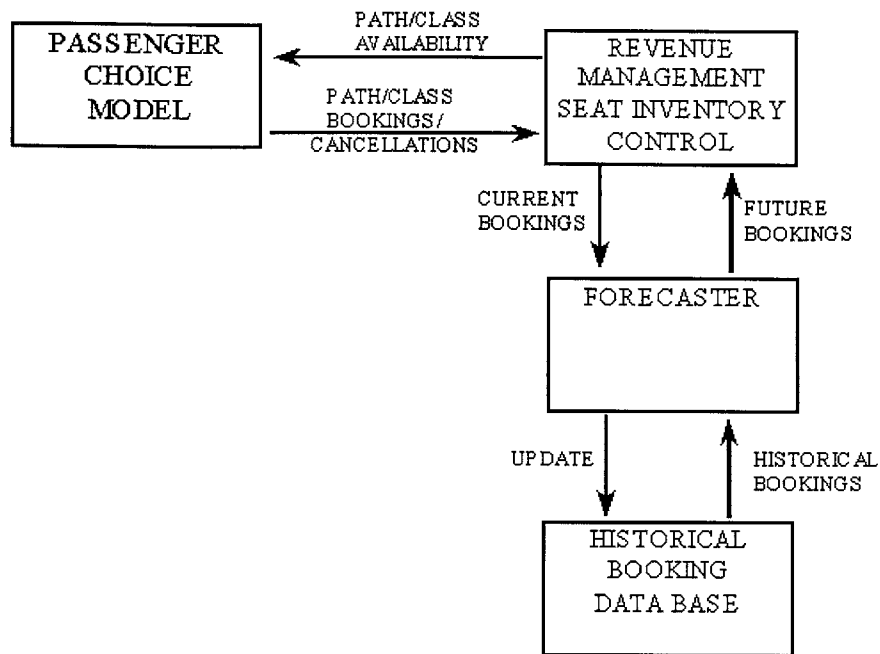 PASSENGER
CHOICE
MODEL
PATH/CLASS
AVAILABILITY
PATH/CLASS
BOOKINGS/
CANCELLATIONS
REVENUE
MANAGEMENT
SEAT INVENTORY
CONTROL
CURRENT
BOOKINGS
FUTURE
BOOKINGS
FORECASTER
UPDATE
HISTORICAL
BOOKINGS
HISTORICAL
BOOKING
DATA BASE